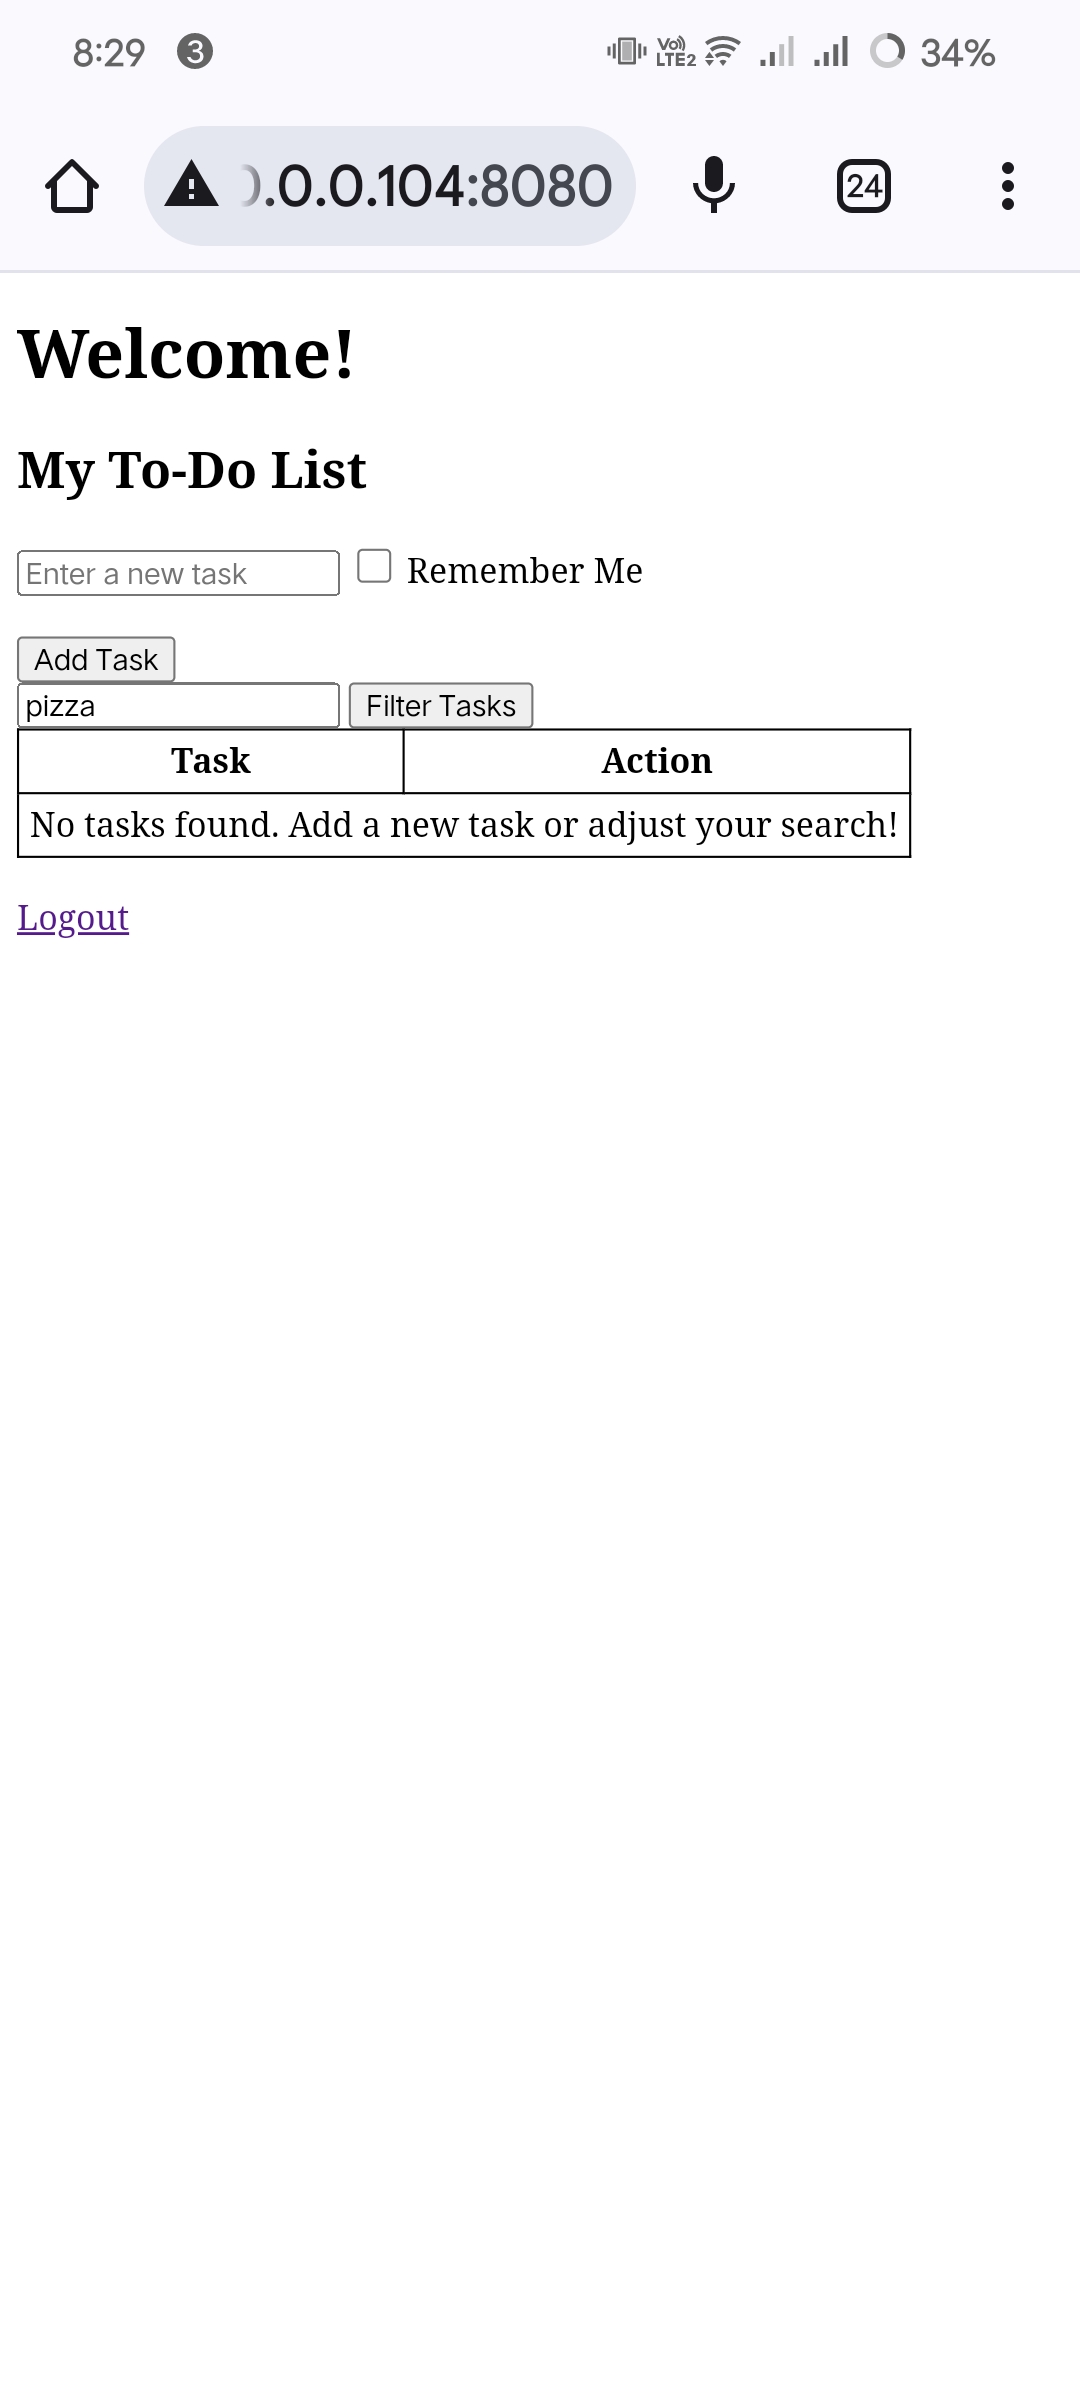 8:29 3 Vo) LTE2 34%
.0.0.104:8080 24
Welcome!
My To-Do List
Enter a new task Remember Me
Add Task
pizza Filter Tasks
Task Action
No tasks found. Add a new task or adjust your search!
Logout